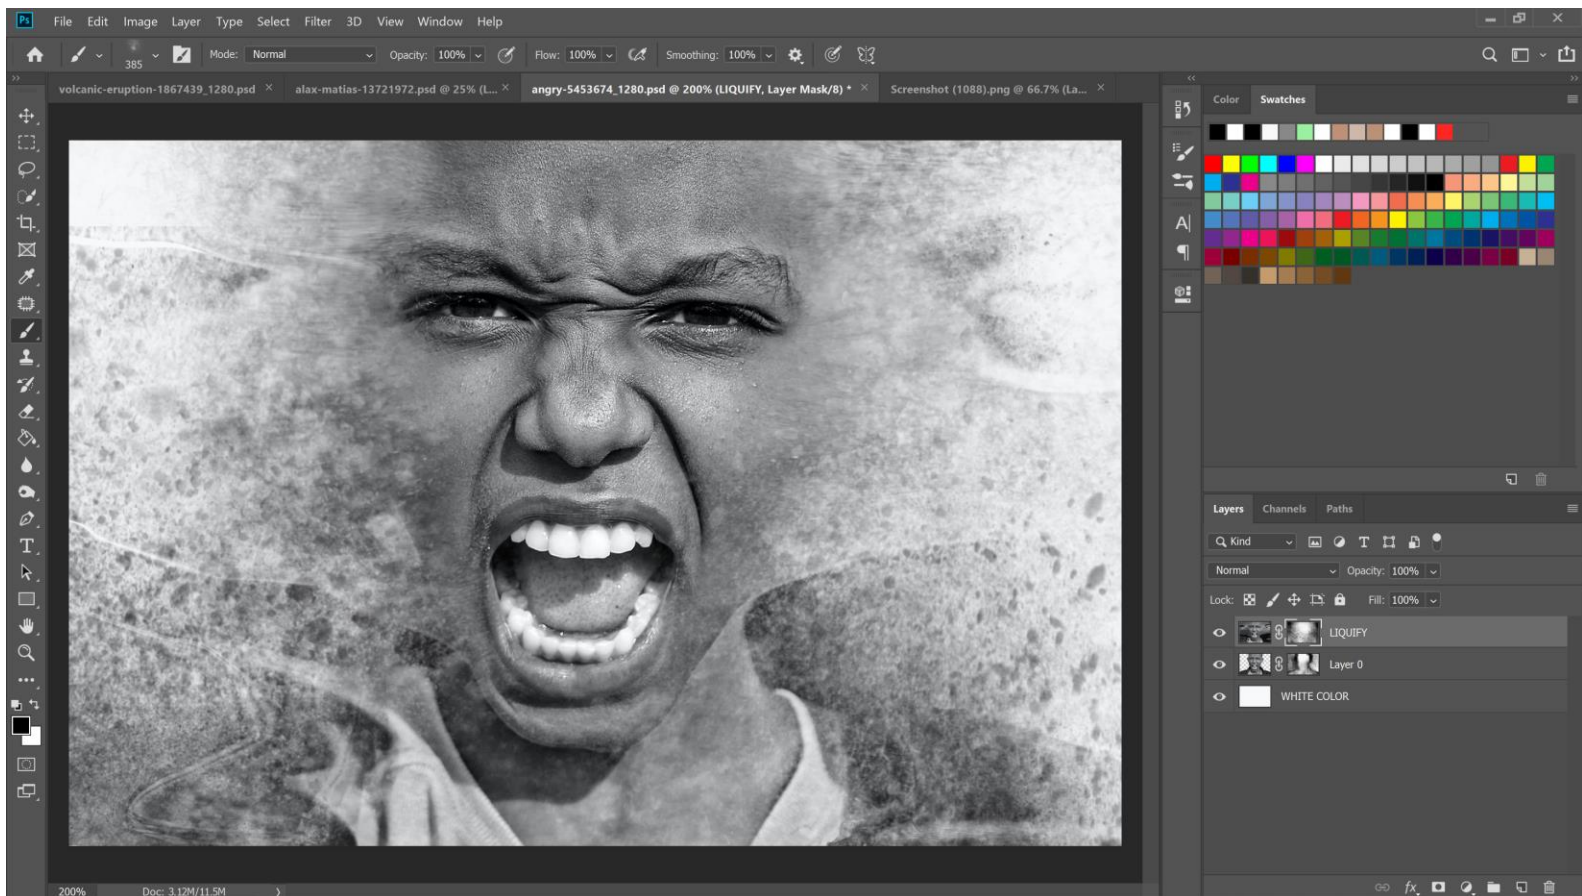 Ps File Edit Image Layer Type Select Filter 3D View Window Help
385 Mode: Normal Opacity: 100% Flow: 100% Smoothing: 100%
volcanic-eruption-1867439_1280.psd × alax-matias-13721972.psd @ 25% (L... × angry-5453674_1280.psd @ 200% (LIQUIFY, Layer Mask/8) * × Screenshot (1088).png @ 66.7% (La... ×
Color Swatches
Layers Channels Paths
Kind
Normal Opacity: 100%
Lock: Fill: 100%
LIQUIFY
Layer 0
WHITE COLOR
200% Doc: 3.12M/11.5M